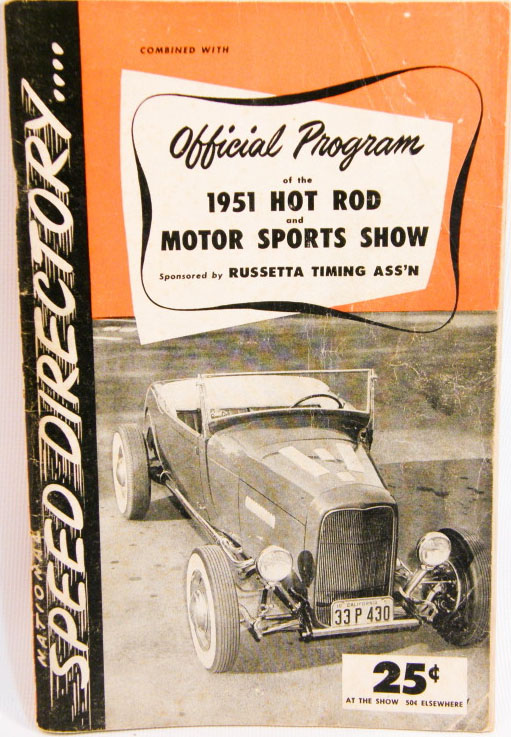 NATIONAL
SPEED DIRECTORY....
COMBINED WITH
Official Program
of the
1951 HOT ROD
and
MOTOR SPORTS SHOW
Sponsored by RUSSETTA TIMING ASS'N
CALIFORNIA
33 P 430
25¢
AT THE SHOW 50¢ ELSEWHERE